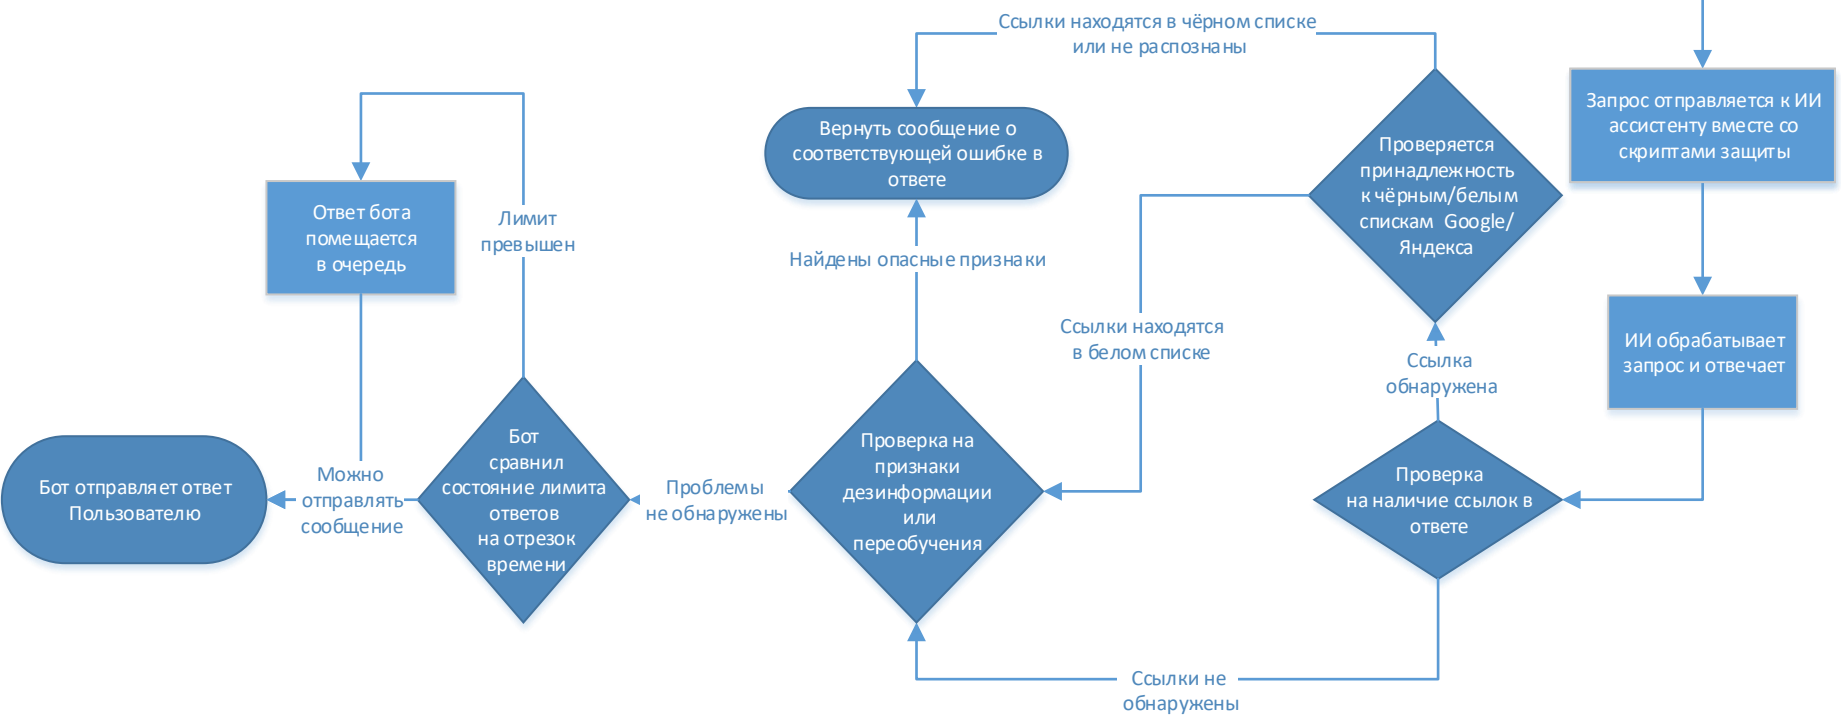 Ссылки находятся в чёрном списке
или не распознаны
Запрос отправляется к ИИ
ассистенту вместе со
скриптами защиты
Вернуть сообщение о
соответствующей ошибке в
ответе
Проверяется
принадлежность
к чёрным/белым
спискам Google/
Яндекса
Ответ бота
помещается
в очередь
Лимит
превышен
Найдены опасные признаки
Ссылки находятся
в белом списке
ИИ обрабатывает
запрос и отвечает
Ссылка
обнаружена
Бот
сравнил
состояние лимита
ответов
на отрезок
времени
Проверка на
признаки
дезинформации
или
переобучения
Проверка
на наличие ссылок в
ответе
Бот отправляет ответ
Пользователю
Можно
отправлять
сообщение
Проблемы
не обнаружены
Ссылки не
обнаружены